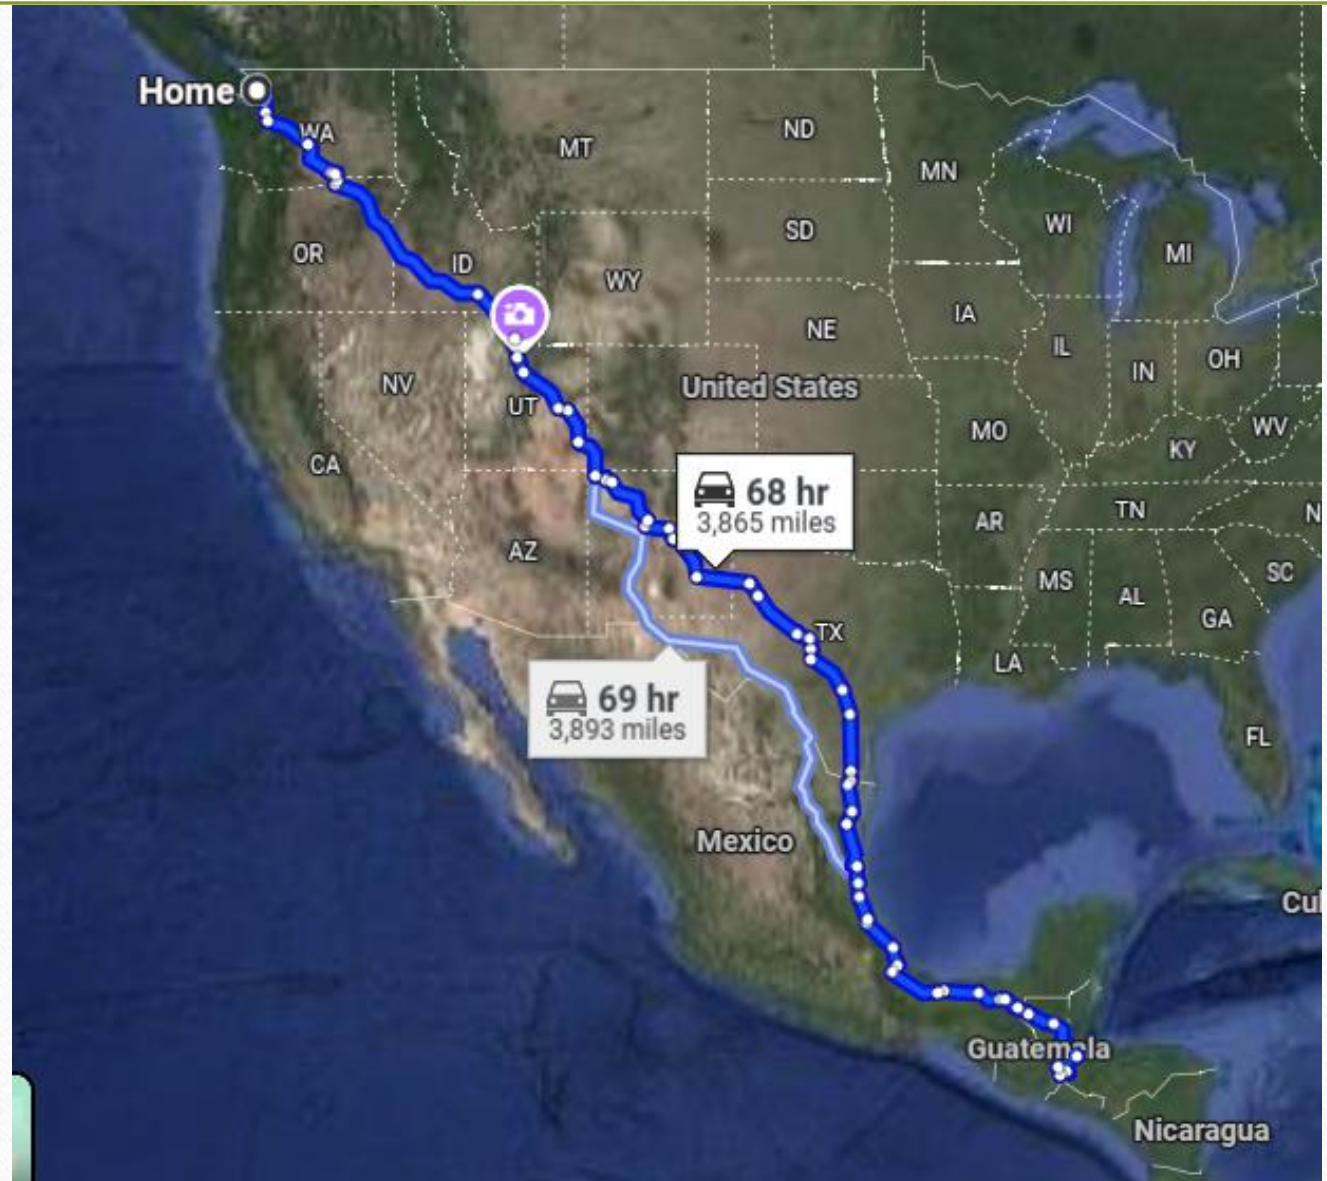 Home
WA
MT
ND
MN
OR
ID
SD
WI
MI
WY
NE
IA
IL
IN
OH
NV
UT
United States
MO
WV
CA
KY
68 hr
3,865 miles
AZ
AR
TN
N
MS
AL
SC
GA
TX
LA
69 hr
3,893 miles
FL
Mexico
Cu
Guatemala
Nicaragua